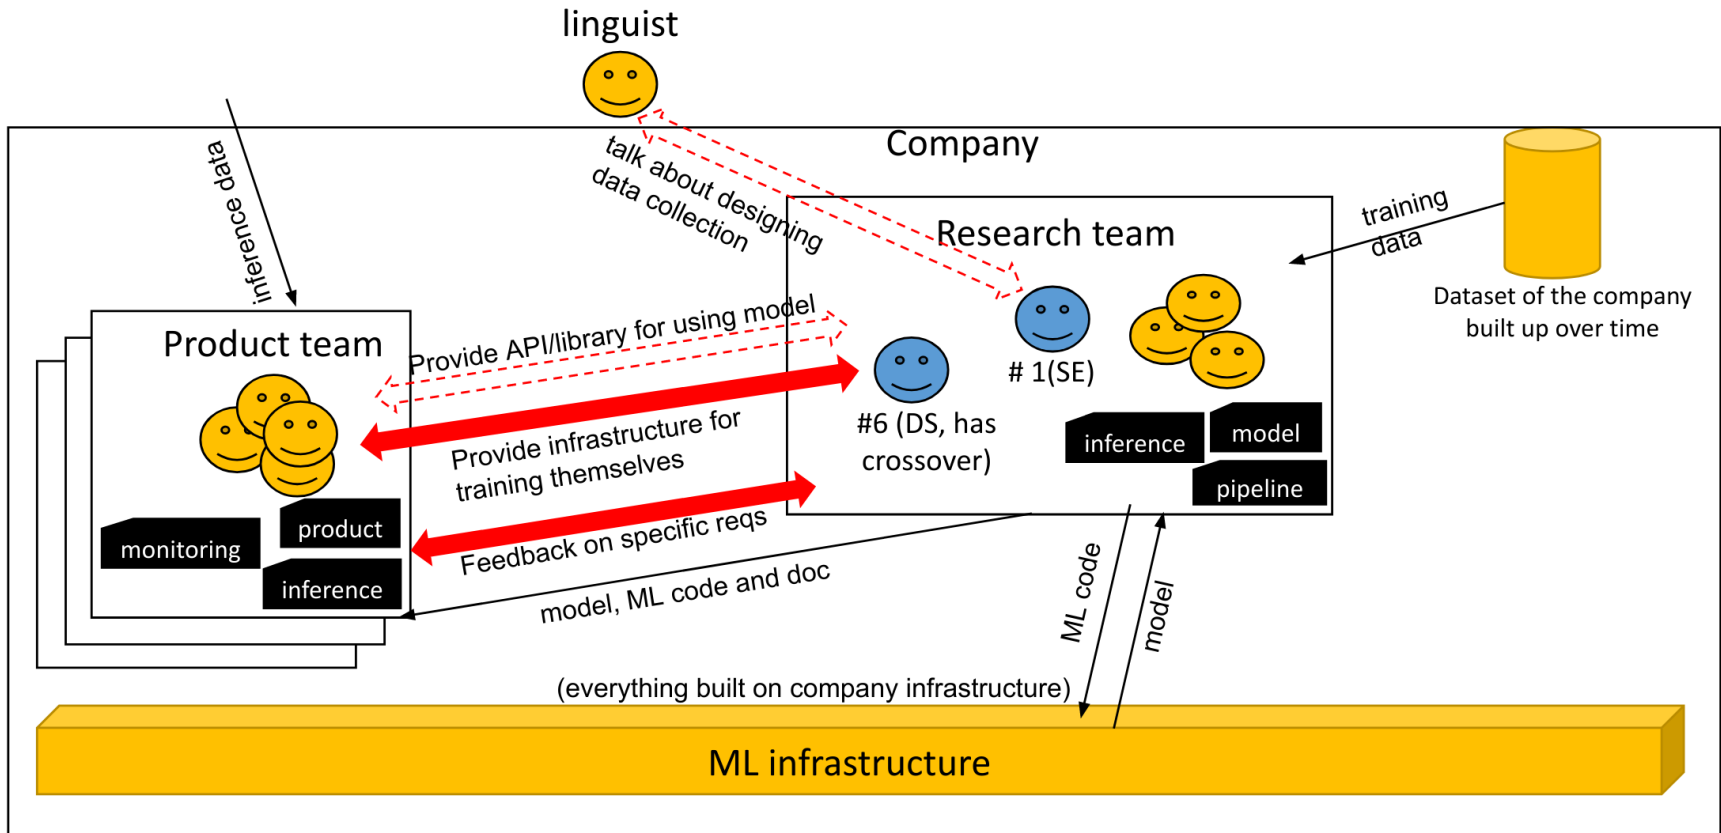 linguist
Company
talk about designing
data collection
inference data
Research team
training
data
Dataset of the company
built up over time
Product team
Provide API/library for using model
# 1(SE)
#6 (DS, has
crossover)
Provide infrastructure for
training themselves
inference
model
pipeline
product
monitoring
inference
Feedback on specific reqs
model, ML code and doc
ML code
model
(everything built on company infrastructure)
ML infrastructure